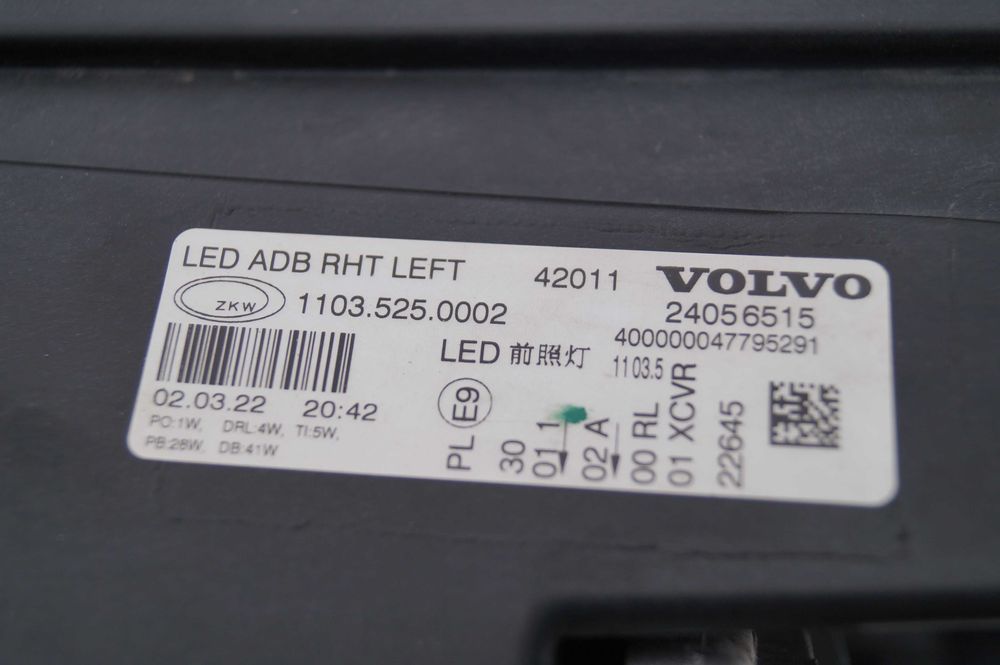 LED ADB RHT LEFT 42011 VOLVO
ZKW 1103.525.0002 24056515
400000047795291
LED 前照灯 1103.5
02.03.22 20:42
PO:1W, DRL:4W, TI:5W,
PB:28W, DB:41W
E9
PL
30
01 1
02 A
00 RL
01 XCVR
22645